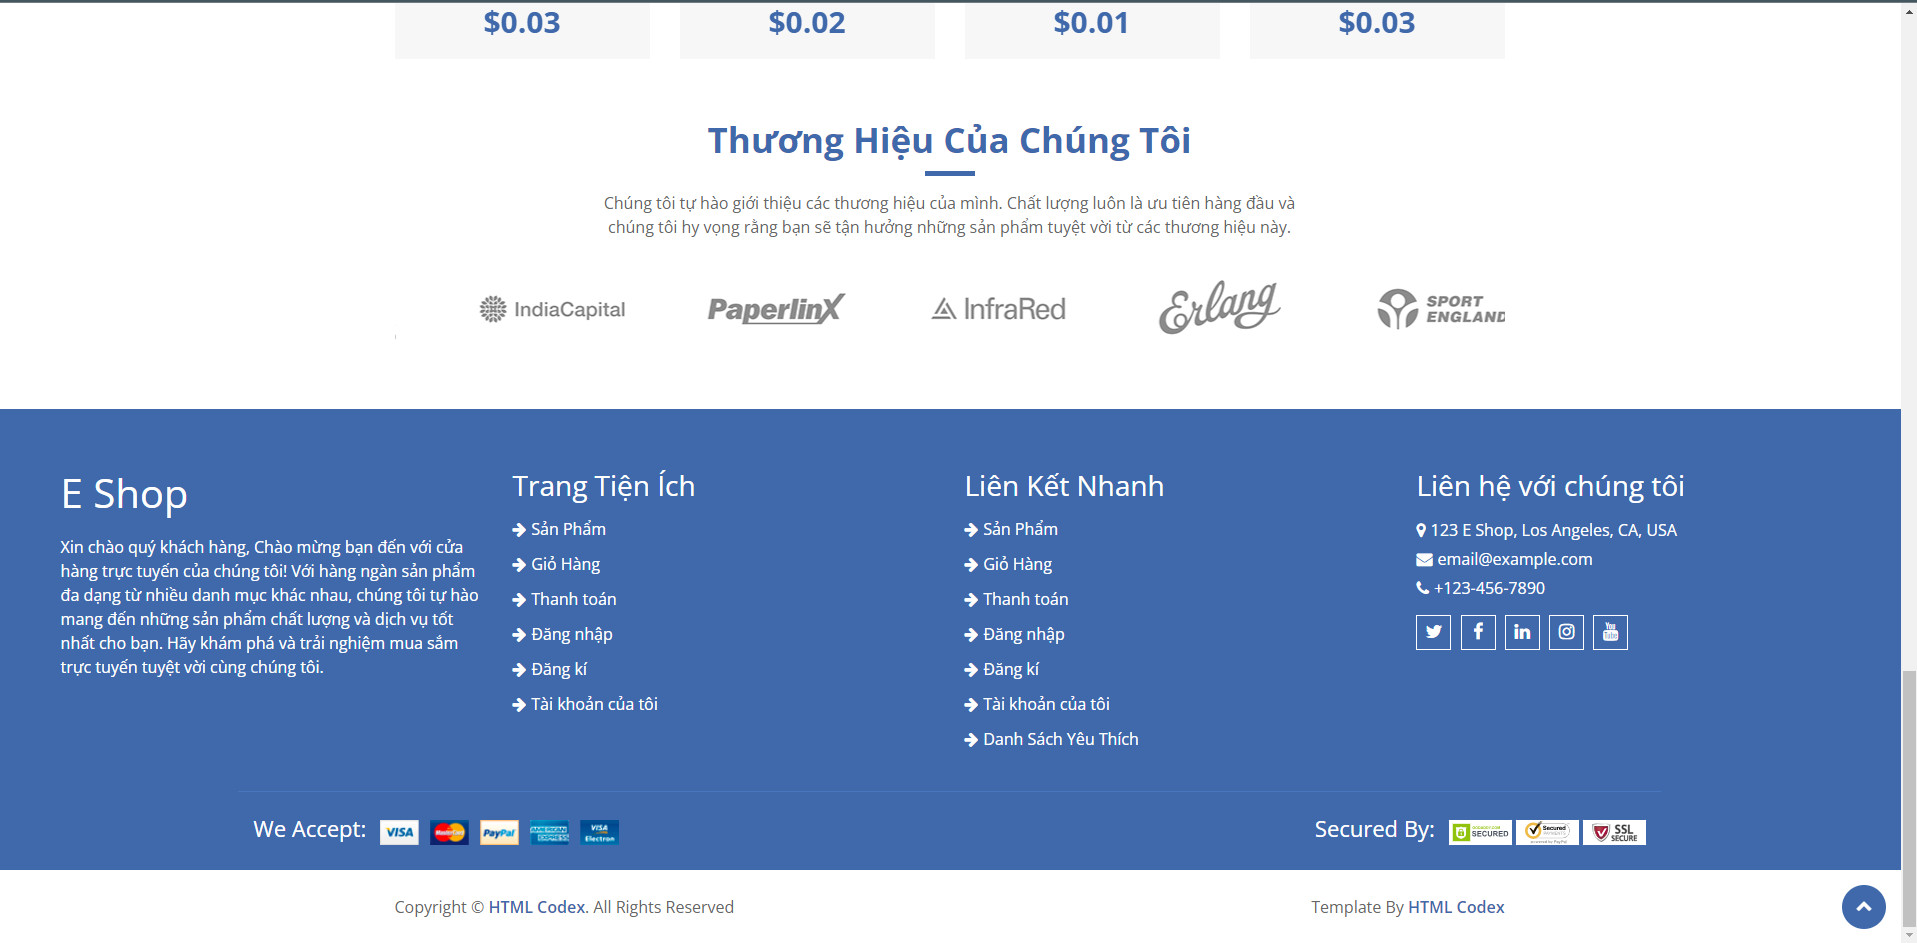 $0.03 $0.02 $0.01 $0.03
Thương Hiệu Của Chúng Tôi
Chúng tôi tự hào giới thiệu các thương hiệu của mình. Chất lượng luôn là ưu tiên hàng đầu và
chúng tôi hy vọng rằng bạn sẽ tận hưởng những sản phẩm tuyệt vời từ các thương hiệu này.
IndiaCapital
PaperlinX
InfraRed
Erlang
SPORT
ENGLAND
E Shop
Xin chào quý khách hàng, Chào mừng bạn đến với cửa
hàng trực tuyến của chúng tôi! Với hàng ngàn sản phẩm
đa dạng từ nhiều danh mục khác nhau, chúng tôi tự hào
mang đến những sản phẩm chất lượng và dịch vụ tốt
nhất cho bạn. Hãy khám phá và trải nghiệm mua sắm
trực tuyến tuyệt vời cùng chúng tôi.
Trang Tiện Ích
Sản Phẩm
Giỏ Hàng
Thanh toán
Đăng nhập
Đăng kí
Tài khoản của tôi
Liên Kết Nhanh
Sản Phẩm
Giỏ Hàng
Thanh toán
Đăng nhập
Đăng kí
Tài khoản của tôi
Danh Sách Yêu Thích
Liên hệ với chúng tôi
123 E Shop, Los Angeles, CA, USA
email@example.com
+123-456-7890
You
Tube
We Accept: VISA MasterCard PayPal AMERICAN EXPRESS VISA Electron
Secured By: SECURED Secured SSL SECURE
Copyright © HTML Codex. All Rights Reserved
Template By HTML Codex